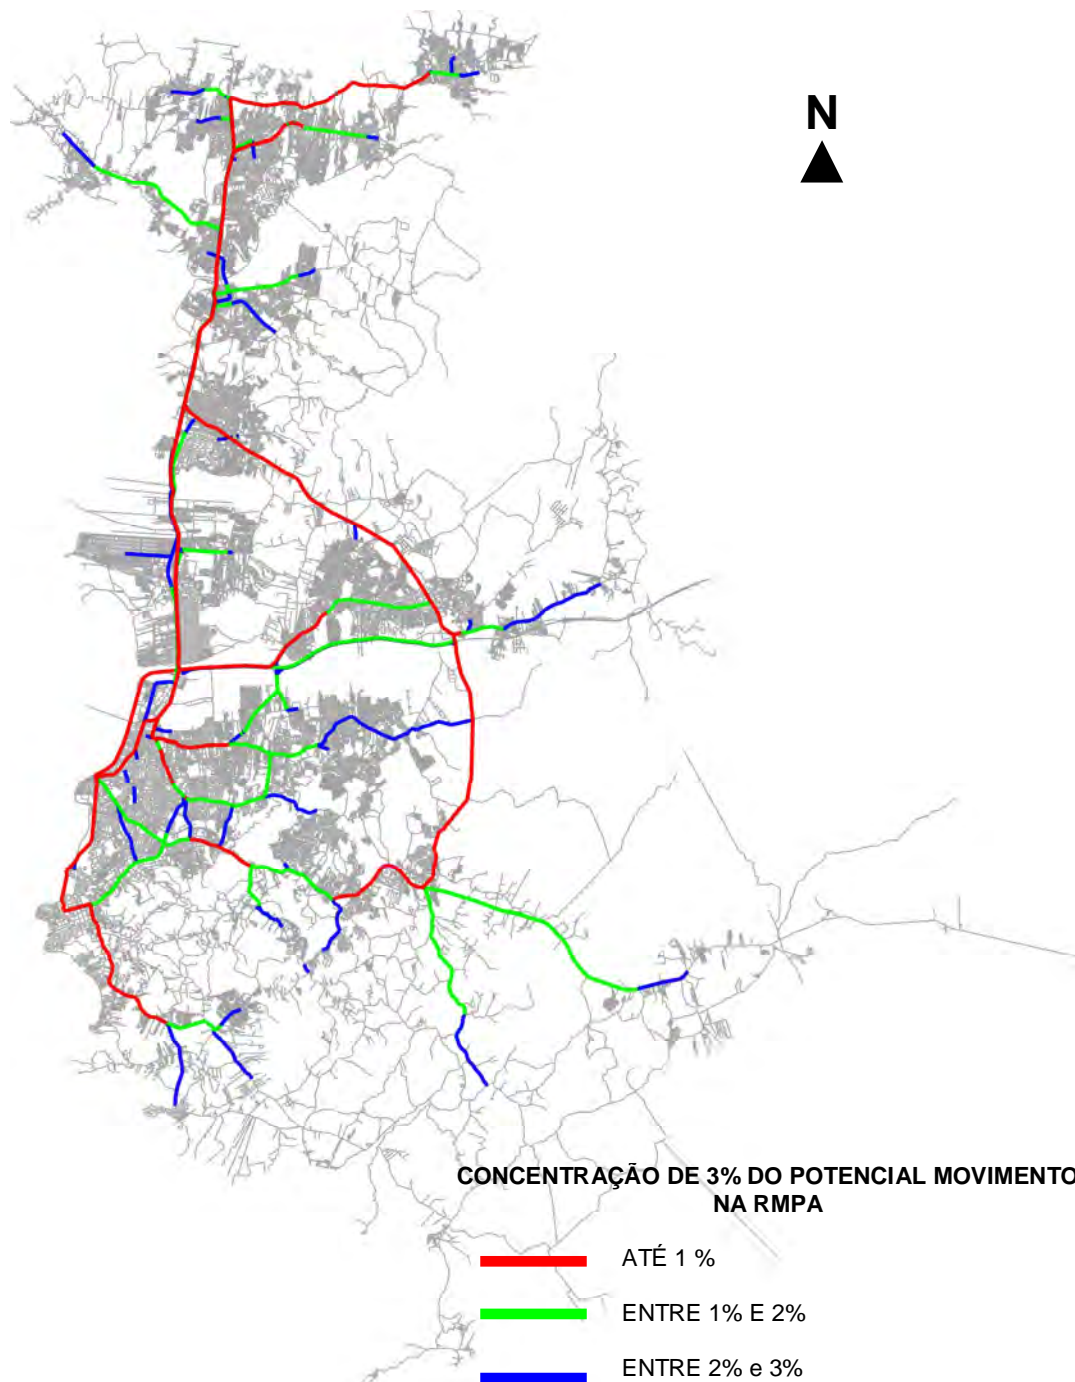 N
CONCENTRAÇÃO DE 3% DO POTENCIAL MOVIMENTO
NA RMPA
ATÉ 1 %
ENTRE 1% E 2%
ENTRE 2% e 3%